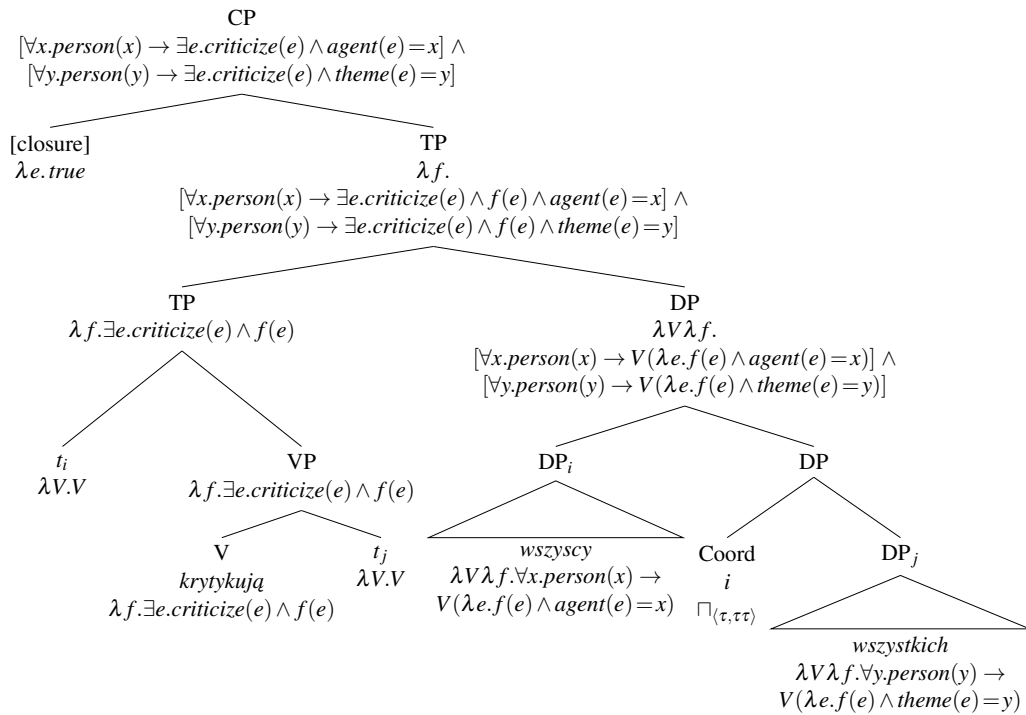 CP
[∀x.person(x) → ∃e.criticize(e) ∧ agent(e) = x] ∧
[∀y.person(y) → ∃e.criticize(e) ∧ theme(e) = y]
[closure]
λe.true
TP
λf.
[∀x.person(x) → ∃e.criticize(e) ∧ f(e) ∧ agent(e) = x] ∧
[∀y.person(y) → ∃e.criticize(e) ∧ f(e) ∧ theme(e) = y]
TP
λf.∃e.criticize(e) ∧ f(e)
DP
λVλf.
[∀x.person(x) → V(λe.f(e) ∧ agent(e) = x)] ∧
[∀y.person(y) → V(λe.f(e) ∧ theme(e) = y)]
t_i
λV.V
VP
λf.∃e.criticize(e) ∧ f(e)
V
krytykują
λf.∃e.criticize(e) ∧ f(e)
t_j
λV.V
DP_i
wszyscy
λVλf.∀x.person(x) →
V(λe.f(e) ∧ agent(e) = x)
DP
Coord
i
⊓⟨τ,ττ⟩
DP_j
wszystkich
λVλf.∀y.person(y) →
V(λe.f(e) ∧ theme(e) = y)